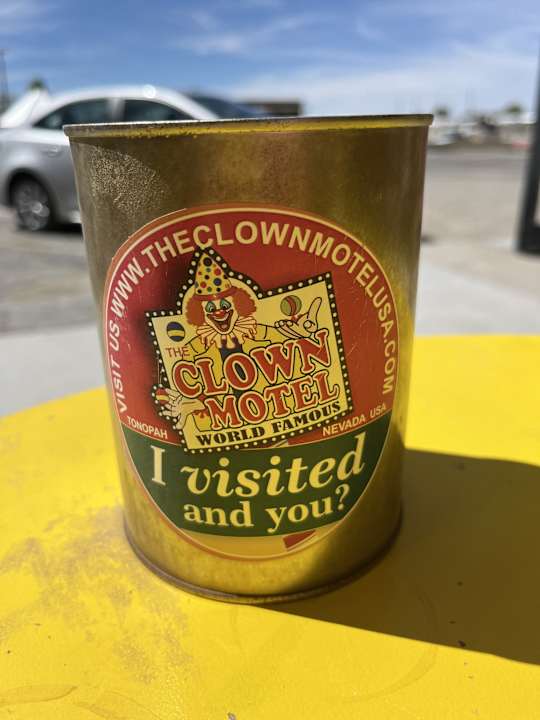 VISIT US WWW.THECLOWNMOTELUSA.COM
THE
CLOWN
MOTEL
WORLD FAMOUS
TONOPAH
NEVADA USA
I visited
and you?